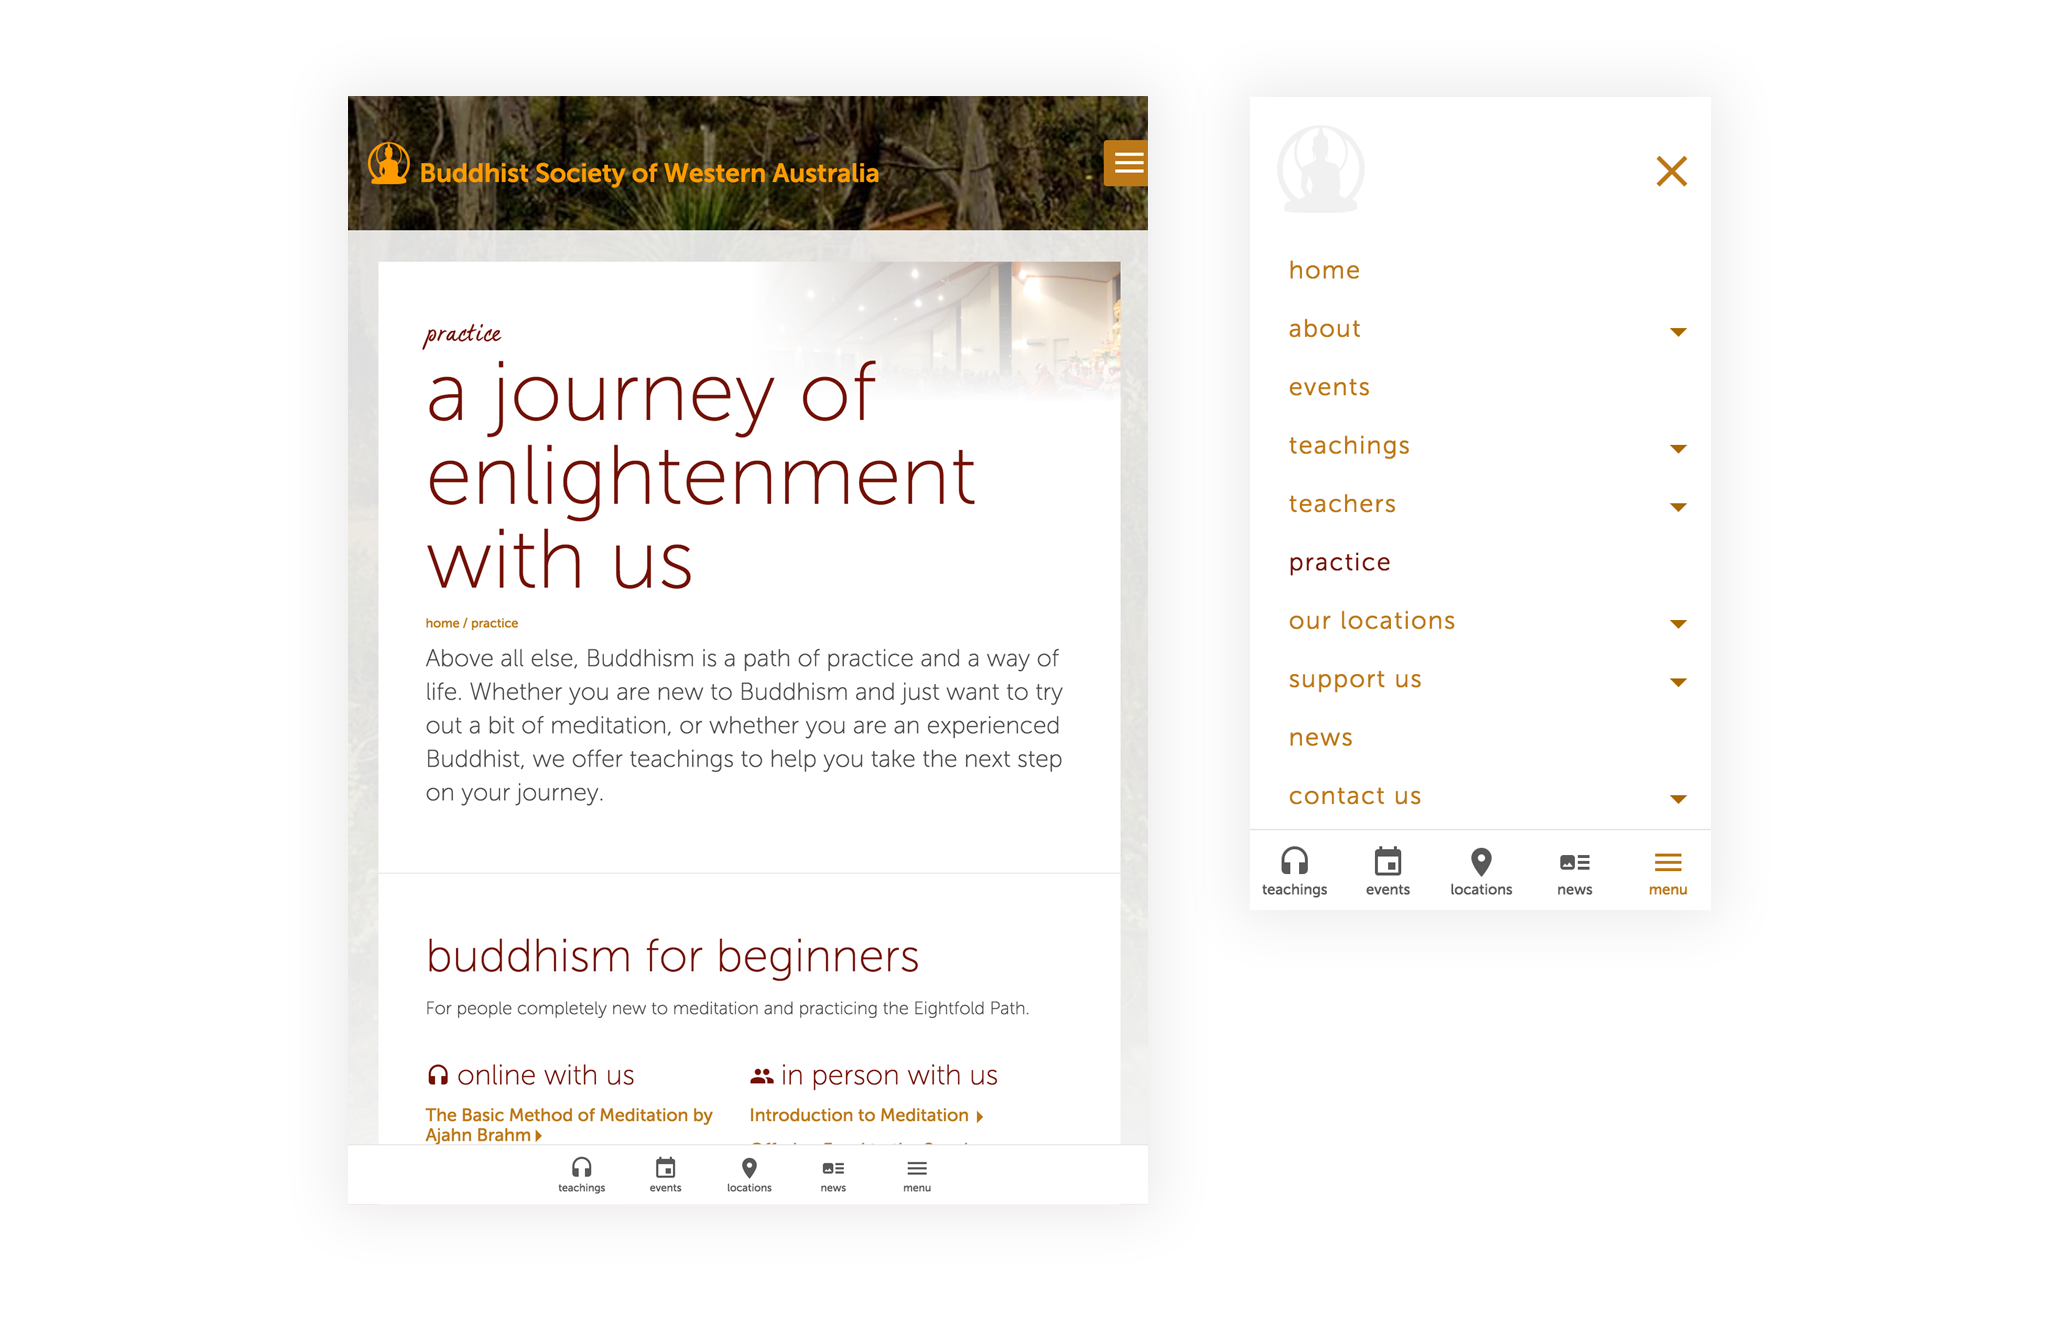 Buddhist Society of Western Australia
practice
a journey of
enlightenment
with us
home / practice
Above all else, Buddhism is a path of practice and a way of
life. Whether you are new to Buddhism and just want to try
out a bit of meditation, or whether you are an experienced
Buddhist, we offer teachings to help you take the next step
on your journey.
buddhism for beginners
For people completely new to meditation and practicing the Eightfold Path.
online with us
The Basic Method of Meditation by
Ajahn Brahm
in person with us
Introduction to Meditation
teachings
events
locations
news
menu
home
about
events
teachings
teachers
practice
our locations
support us
news
contact us
teachings
events
locations
news
menu